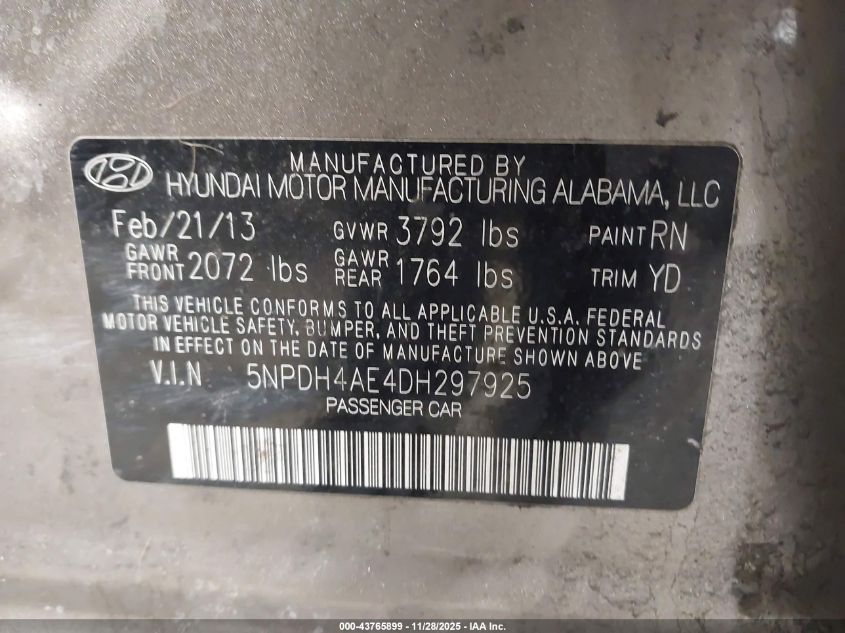 MANUFACTURED BY
HYUNDAI MOTOR MANUFACTURING ALABAMA, LLC
Feb/21/13 GVWR 3792 lbs PAINT RN
GAWR FRONT 2072 lbs GAWR REAR 1764 lbs TRIM YD
THIS VEHICLE CONFORMS TO ALL APPLICABLE U.S.A. FEDERAL
MOTOR VEHICLE SAFETY, BUMPER, AND THEFT PREVENTION STANDARDS
IN EFFECT ON THE DATE OF MANUFACTURE SHOWN ABOVE
V.I.N 5NPDH4AE4DH297925
PASSENGER CAR
000-43765899 - 11/28/2025 - IAA Inc.